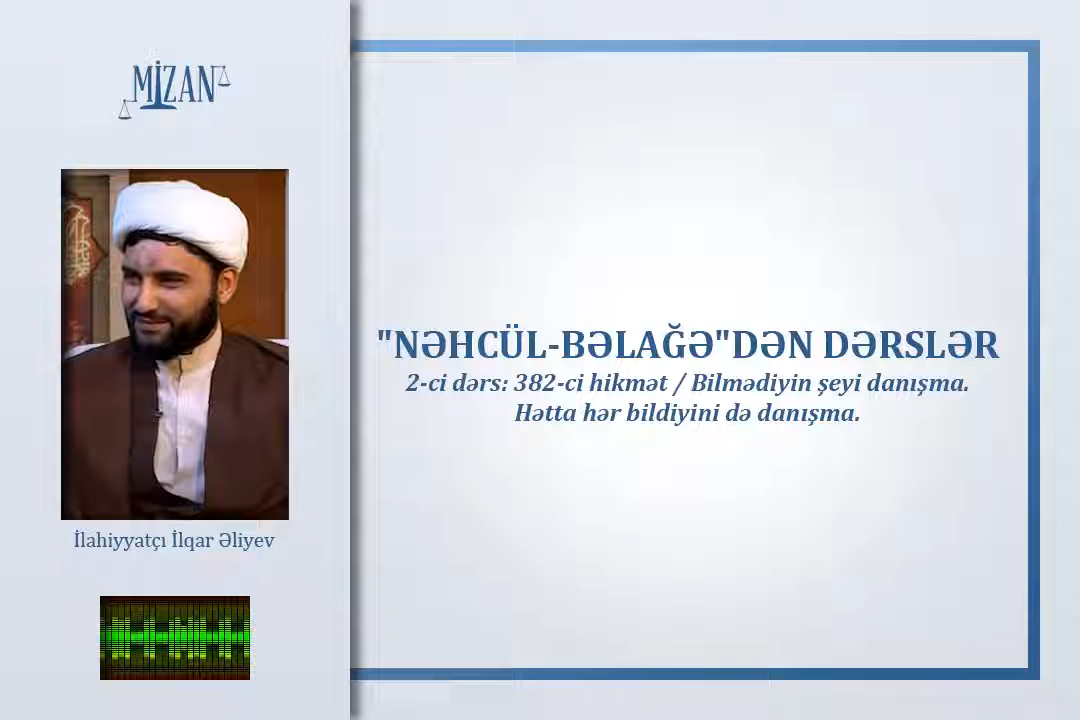 MİZAN
İlahiyyatçı İlqar Əliyev
"NƏHCÜL-BƏLAĞƏ"DƏN DƏRSLƏR
2-ci dərs: 382-ci hikmət / Bilmədiyin şeyi danışma.
Hətta hər bildiyini də danışma.